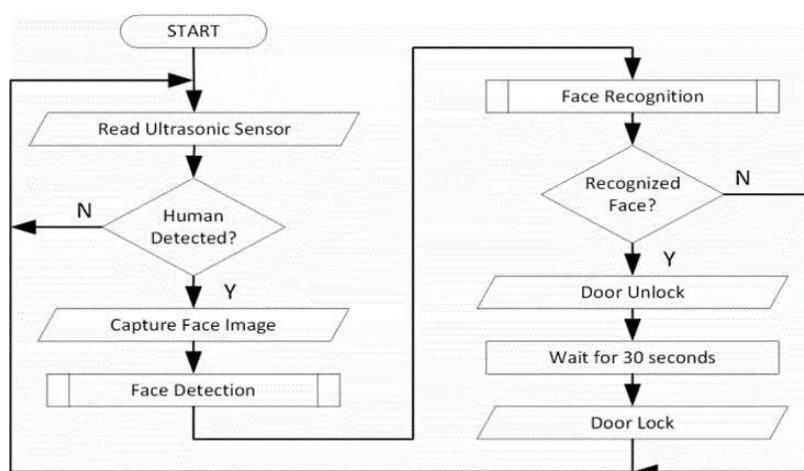 START
Read Ultrasonic Sensor
Human
Detected?
N
Y
Capture Face Image
Face Detection
Face Recognition
Recognized
Face?
N
Y
Door Unlock
Wait for 30 seconds
Door Lock